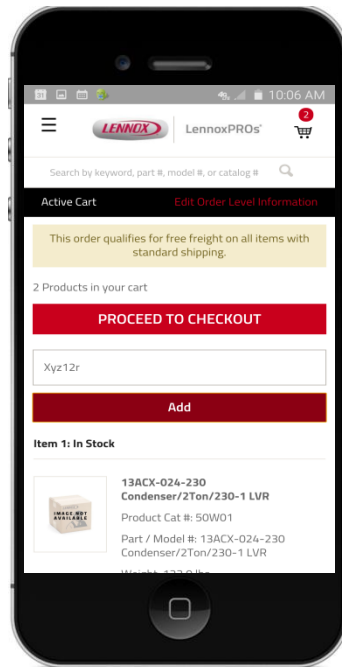 31
10:06 AM
2
LENNOX LennoxPROs
Search by keyword, part #, model #, or catalog #
Active Cart Edit Order Level Information
This order qualifies for free freight on all items with
standard shipping.
2 Products in your cart
PROCEED TO CHECKOUT
Xyz12r
Add
Item 1: In Stock
IMAGE NOT
AVAILABLE
13ACX-024-230
Condenser/2Ton/230-1 LVR
Product Cat #: 50W01
Part / Model #: 13ACX-024-230
Condenser/2Ton/230-1 LVR